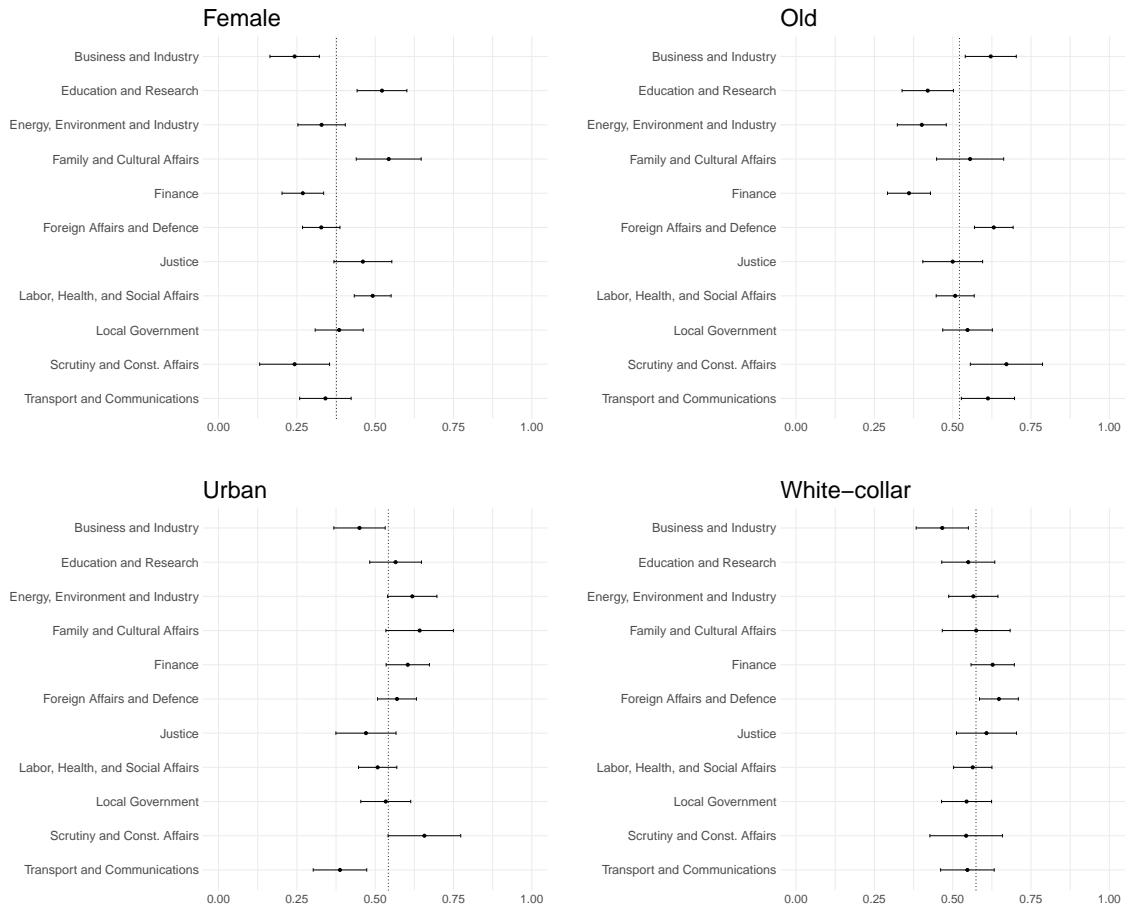 Female
Business and Industry
Education and Research
Energy, Environment and Industry
Family and Cultural Affairs
Finance
Foreign Affairs and Defence
Justice
Labor, Health, and Social Affairs
Local Government
Scrutiny and Const. Affairs
Transport and Communications
0.00 0.25 0.50 0.75 1.00
Old
Business and Industry
Education and Research
Energy, Environment and Industry
Family and Cultural Affairs
Finance
Foreign Affairs and Defence
Justice
Labor, Health, and Social Affairs
Local Government
Scrutiny and Const. Affairs
Transport and Communications
0.00 0.25 0.50 0.75 1.00
Urban
Business and Industry
Education and Research
Energy, Environment and Industry
Family and Cultural Affairs
Finance
Foreign Affairs and Defence
Justice
Labor, Health, and Social Affairs
Local Government
Scrutiny and Const. Affairs
Transport and Communications
0.00 0.25 0.50 0.75 1.00
White−collar
Business and Industry
Education and Research
Energy, Environment and Industry
Family and Cultural Affairs
Finance
Foreign Affairs and Defence
Justice
Labor, Health, and Social Affairs
Local Government
Scrutiny and Const. Affairs
Transport and Communications
0.00 0.25 0.50 0.75 1.00